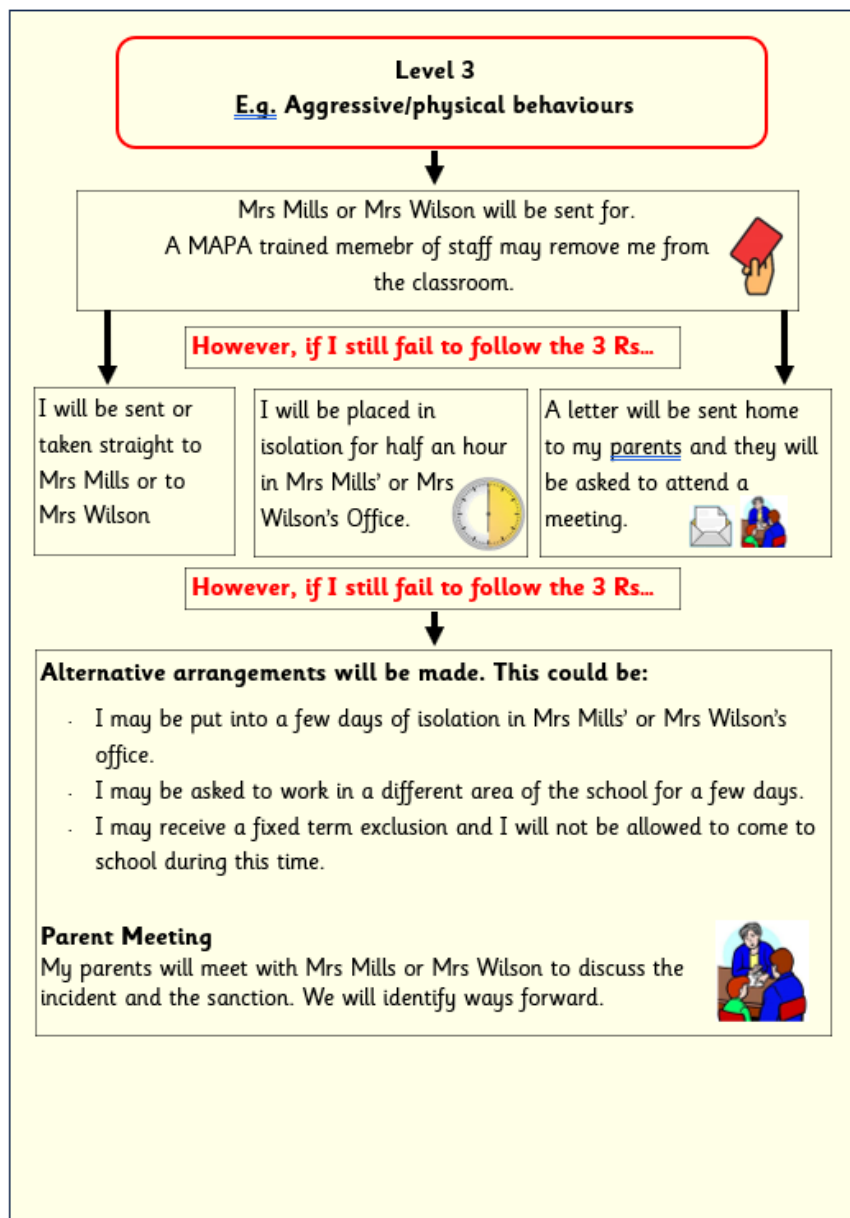 Level 3
E.g. Aggressive/physical behaviours
Mrs Mills or Mrs Wilson will be sent for.
A MAPA trained memebr of staff may remove me from
the classroom.
However, if I still fail to follow the 3 Rs...
I will be sent or
taken straight to
Mrs Mills or to
Mrs Wilson
I will be placed in
isolation for half an hour
in Mrs Mills’ or Mrs
Wilson’s Office.
A letter will be sent home
to my parents and they will
be asked to attend a
meeting.
However, if I still fail to follow the 3 Rs...
Alternative arrangements will be made. This could be:
· I may be put into a few days of isolation in Mrs Mills’ or Mrs Wilson’s
office.
· I may be asked to work in a different area of the school for a few days.
· I may receive a fixed term exclusion and I will not be allowed to come to
school during this time.
Parent Meeting
My parents will meet with Mrs Mills or Mrs Wilson to discuss the
incident and the sanction. We will identify ways forward.